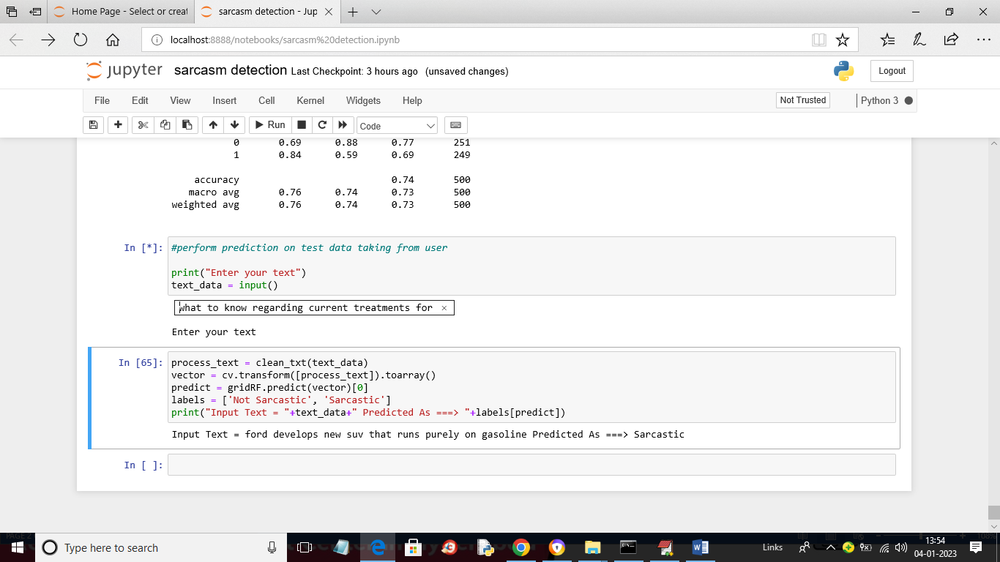 Home Page - Select or creat
sarcasm detection - Jup
localhost:8888/notebooks/sarcasm%20detection.ipynb
jupyter sarcasm detection Last Checkpoint: 3 hours ago (unsaved changes)
Logout
File Edit View Insert Cell Kernel Widgets Help
Not Trusted
Python 3
Run
Code
0 0.69 0.88 0.77 251
1 0.84 0.59 0.69 249
accuracy 0.74 500
macro avg 0.76 0.74 0.73 500
weighted avg 0.76 0.74 0.73 500
In [*]: #perform prediction on test data taking from user
print("Enter your text")
text_data = input()
what to know regarding current treatments for
Enter your text
In [65]: process_text = clean_txt(text_data)
vector = cv.transform([process_text]).toarray()
predict = gridRF.predict(vector)[0]
labels = ['Not Sarcastic', 'Sarcastic']
print("Input Text = "+text_data+" Predicted As ===> "+labels[predict])
Input Text = ford develops new suv that runs purely on gasoline Predicted As ===> Sarcastic
In [ ]:
PAGE 2
100%
Type here to search
Links
13:54
04-01-2023